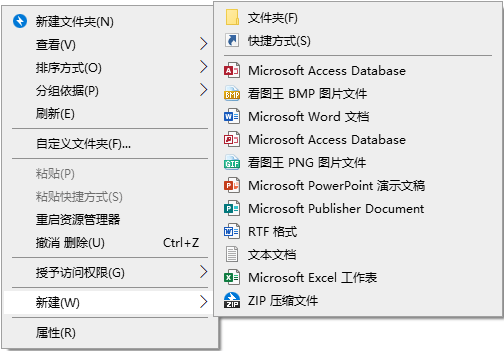 新建文件夹(N)
查看(V)
排序方式(O)
分组依据(P)
刷新(E)
自定义文件夹(F)...
粘贴(P)
粘贴快捷方式(S)
重启资源管理器
撤消 删除(U) Ctrl+Z
授予访问权限(G)
新建(W)
属性(R)
文件夹(F)
快捷方式(S)
Microsoft Access Database
BMP 看图王 BMP 图片文件
Microsoft Word 文档
Microsoft Access Database
GIF 看图王 PNG 图片文件
Microsoft PowerPoint 演示文稿
Microsoft Publisher Document
RTF 格式
文本文档
Microsoft Excel 工作表
ZIP ZIP 压缩文件